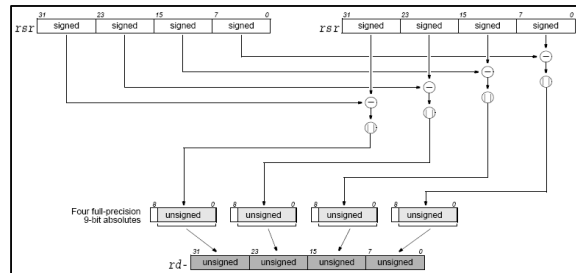 31 23 15 7 0 31 23 15 7 0
rsr signed signed signed signed rsr signed signed signed signed
8 0 8 0 8 0 8 0
Four full-precision unsigned unsigned unsigned unsigned
9-bit absolutes
31 23 15 7 0
rd- unsigned unsigned unsigned unsigned